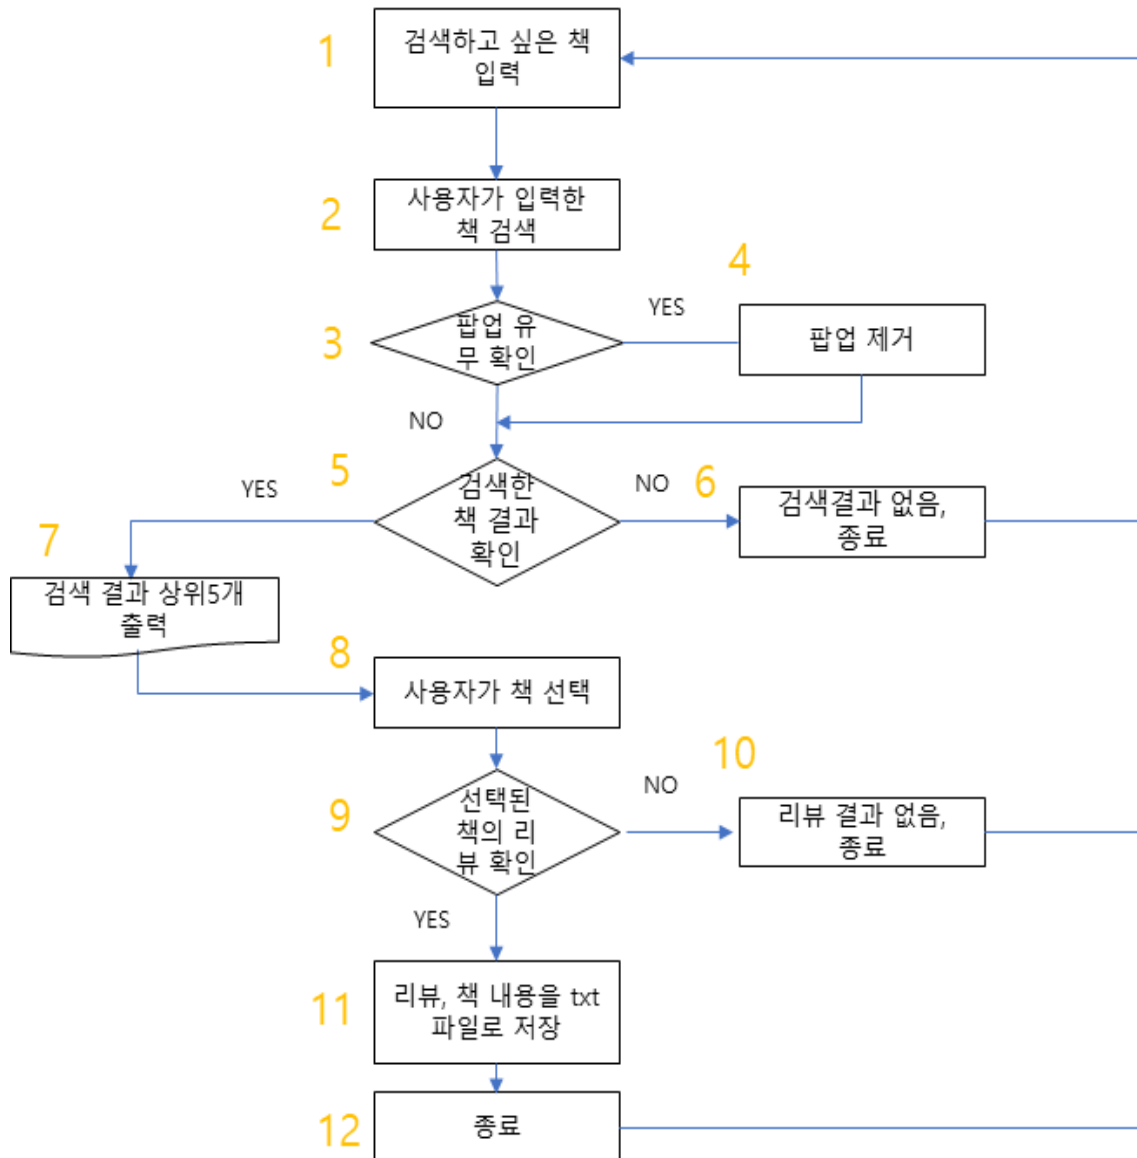 1
검색하고 싶은 책
입력
2
사용자가 입력한
책 검색
3
팝업 유
무 확인
YES
4
팝업 제거
NO
5
검색한
책 결과
확인
NO
6
검색결과 없음,
종료
YES
7
검색 결과 상위5개
출력
8
사용자가 책 선택
9
선택된
책의 리
뷰 확인
NO
10
리뷰 결과 없음,
종료
YES
11
리뷰, 책 내용을 txt
파일로 저장
12
종료